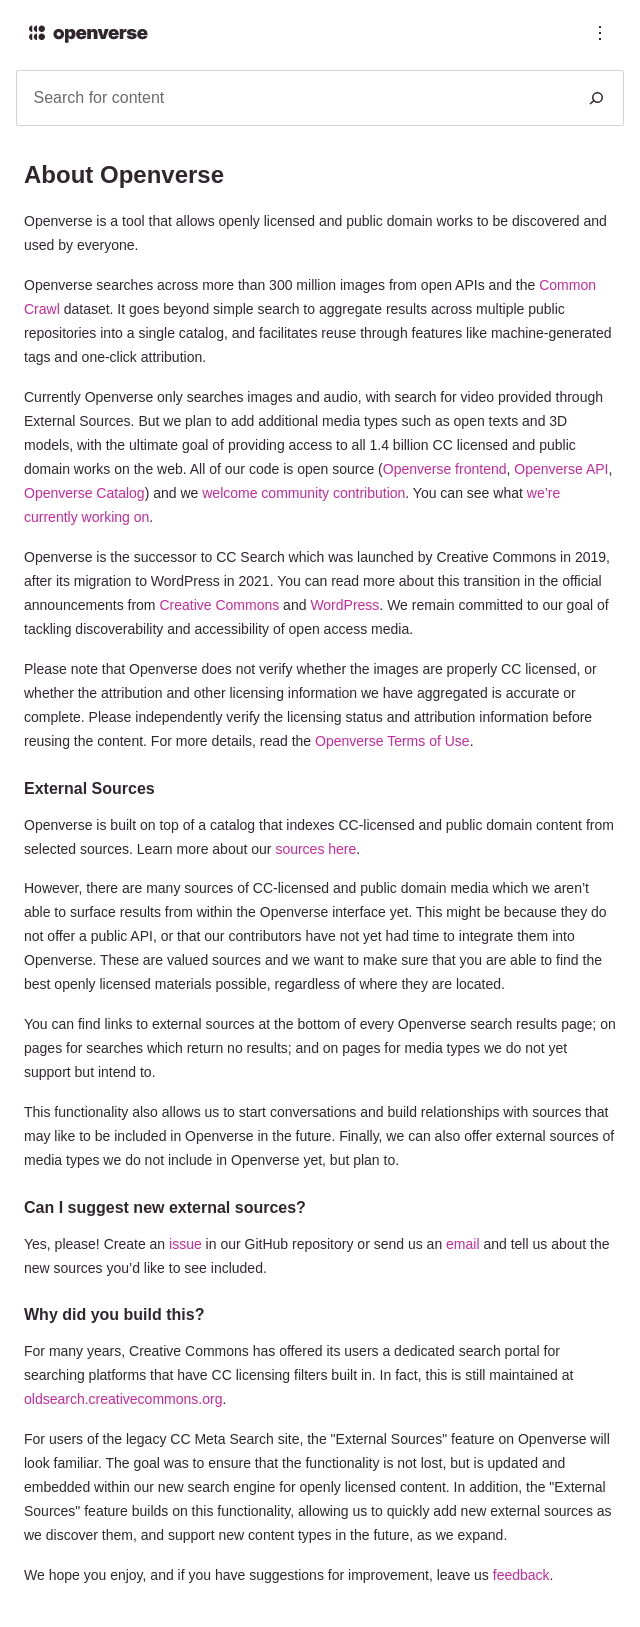 openverse
Search for content
About Openverse
Openverse is a tool that allows openly licensed and public domain works to be discovered and
used by everyone.
Openverse searches across more than 300 million images from open APIs and the Common
Crawl dataset. It goes beyond simple search to aggregate results across multiple public
repositories into a single catalog, and facilitates reuse through features like machine-generated
tags and one-click attribution.
Currently Openverse only searches images and audio, with search for video provided through
External Sources. But we plan to add additional media types such as open texts and 3D
models, with the ultimate goal of providing access to all 1.4 billion CC licensed and public
domain works on the web. All of our code is open source (Openverse frontend, Openverse API,
Openverse Catalog) and we welcome community contribution. You can see what we’re
currently working on.
Openverse is the successor to CC Search which was launched by Creative Commons in 2019,
after its migration to WordPress in 2021. You can read more about this transition in the official
announcements from Creative Commons and WordPress. We remain committed to our goal of
tackling discoverability and accessibility of open access media.
Please note that Openverse does not verify whether the images are properly CC licensed, or
whether the attribution and other licensing information we have aggregated is accurate or
complete. Please independently verify the licensing status and attribution information before
reusing the content. For more details, read the Openverse Terms of Use.
External Sources
Openverse is built on top of a catalog that indexes CC-licensed and public domain content from
selected sources. Learn more about our sources here.
However, there are many sources of CC-licensed and public domain media which we aren’t
able to surface results from within the Openverse interface yet. This might be because they do
not offer a public API, or that our contributors have not yet had time to integrate them into
Openverse. These are valued sources and we want to make sure that you are able to find the
best openly licensed materials possible, regardless of where they are located.
You can find links to external sources at the bottom of every Openverse search results page; on
pages for searches which return no results; and on pages for media types we do not yet
support but intend to.
This functionality also allows us to start conversations and build relationships with sources that
may like to be included in Openverse in the future. Finally, we can also offer external sources of
media types we do not include in Openverse yet, but plan to.
Can I suggest new external sources?
Yes, please! Create an issue in our GitHub repository or send us an email and tell us about the
new sources you’d like to see included.
Why did you build this?
For many years, Creative Commons has offered its users a dedicated search portal for
searching platforms that have CC licensing filters built in. In fact, this is still maintained at
oldsearch.creativecommons.org.
For users of the legacy CC Meta Search site, the "External Sources" feature on Openverse will
look familiar. The goal was to ensure that the functionality is not lost, but is updated and
embedded within our new search engine for openly licensed content. In addition, the "External
Sources" feature builds on this functionality, allowing us to quickly add new external sources as
we discover them, and support new content types in the future, as we expand.
We hope you enjoy, and if you have suggestions for improvement, leave us feedback.